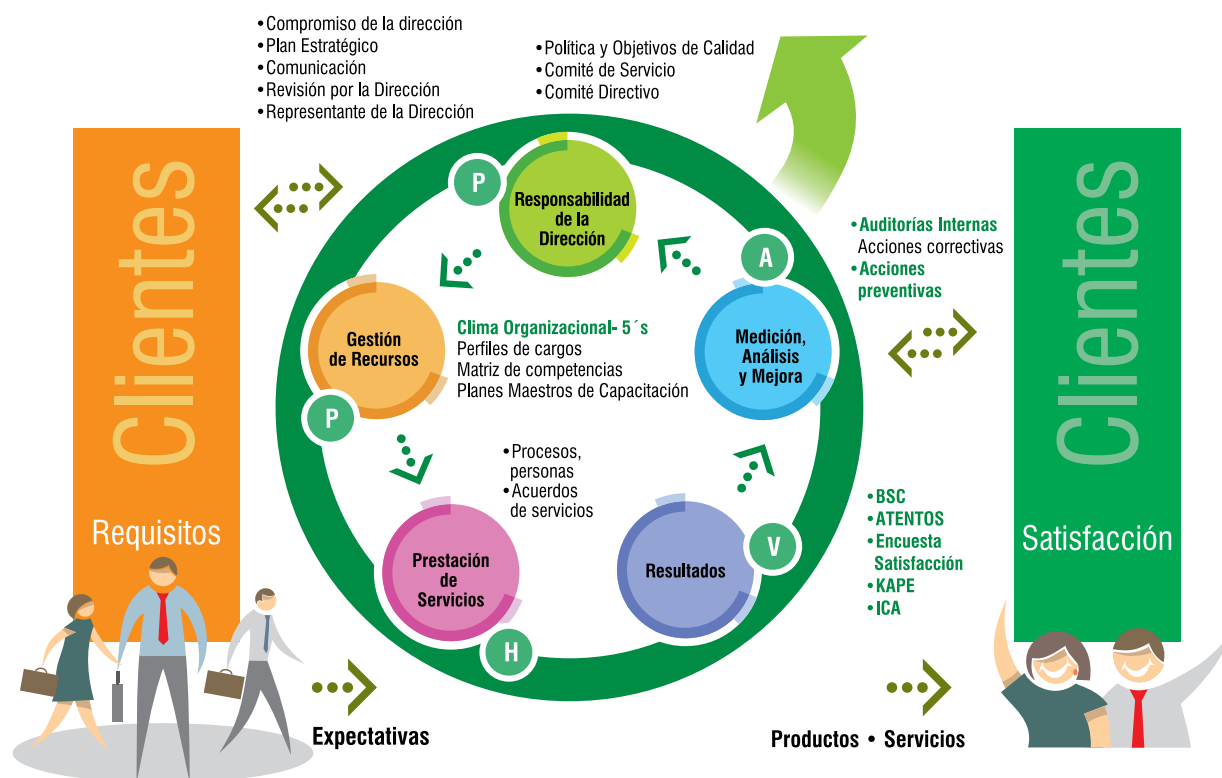 •Compromiso de la dirección
•Plan Estratégico
•Comunicación
•Revisión por la Dirección
•Representante de la Dirección
•Política y Objetivos de Calidad
•Comité de Servicio
•Comité Directivo
Clientes
Requisitos
P
Responsabilidad
de la
Dirección
A
•Auditorías Internas
Acciones correctivas
•Acciones
preventivas
Clientes
Satisfacción
Gestión
de Recursos
P
Clima Organizacional- 5´s
Perfiles de cargos
Matriz de competencias
Planes Maestros de Capacitación
Medición,
Análisis
y Mejora
•Procesos,
personas
•Acuerdos
de servicios
Prestación
de
Servicios
H
Resultados
V
•BSC
•ATENTOS
•Encuesta
Satisfacción
•KAPE
•ICA
Expectativas
Productos • Servicios